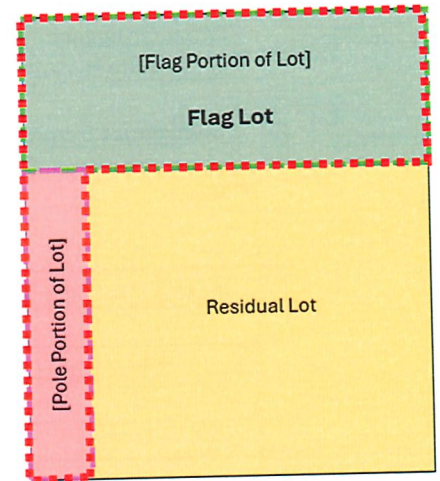 [Flag Portion of Lot]
Flag Lot
[Pole Portion of Lot]
Residual Lot